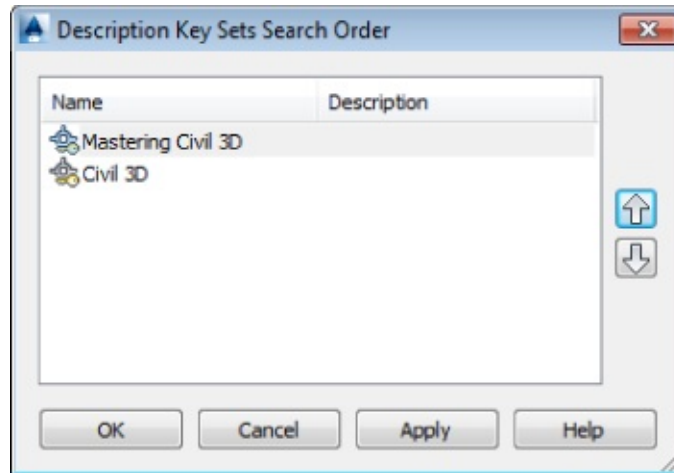 Description Key Sets Search Order
Name Description
Mastering Civil 3D
Civil 3D
OK Cancel Apply Help